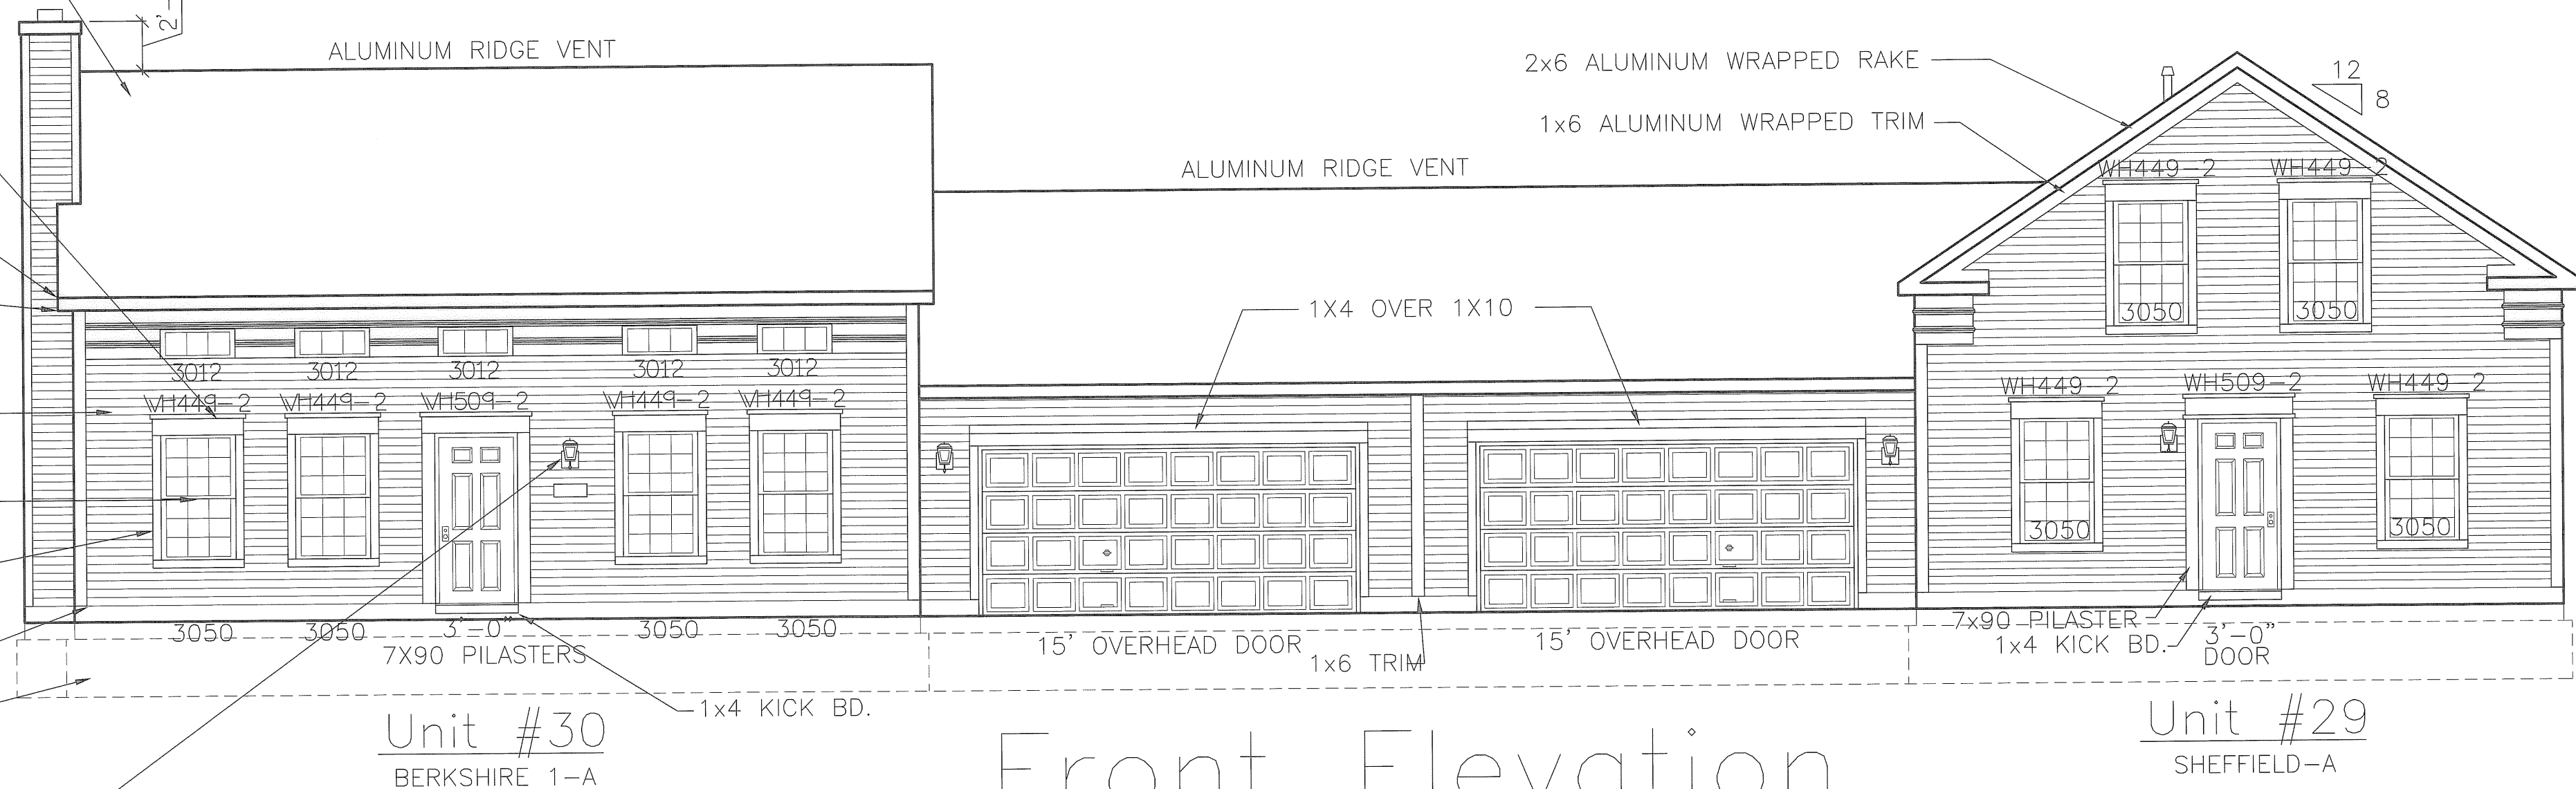 2'-
ALUMINUM RIDGE VENT
2x6 ALUMINUM WRAPPED RAKE
12
8
1x6 ALUMINUM WRAPPED TRIM
ALUMINUM RIDGE VENT
WH449-2 WH449-2
3050 3050
1X4 OVER 1X10
3012 3012 3012 3012 3012
WH449-2 WH449-2 WH509-2 WH449-2 WH449-2
WH449-2 WH509-2 WH449-2
3050 3050
3050 3050 3'-0" 3050 3050
7X90 PILASTERS
15' OVERHEAD DOOR
1x6 TRIM
15' OVERHEAD DOOR
7x90 PILASTER
1x4 KICK BD.
3'-0"
DOOR
1x4 KICK BD.
Unit #30
BERKSHIRE 1-A
Front Elevation
Unit #29
SHEFFIELD-A